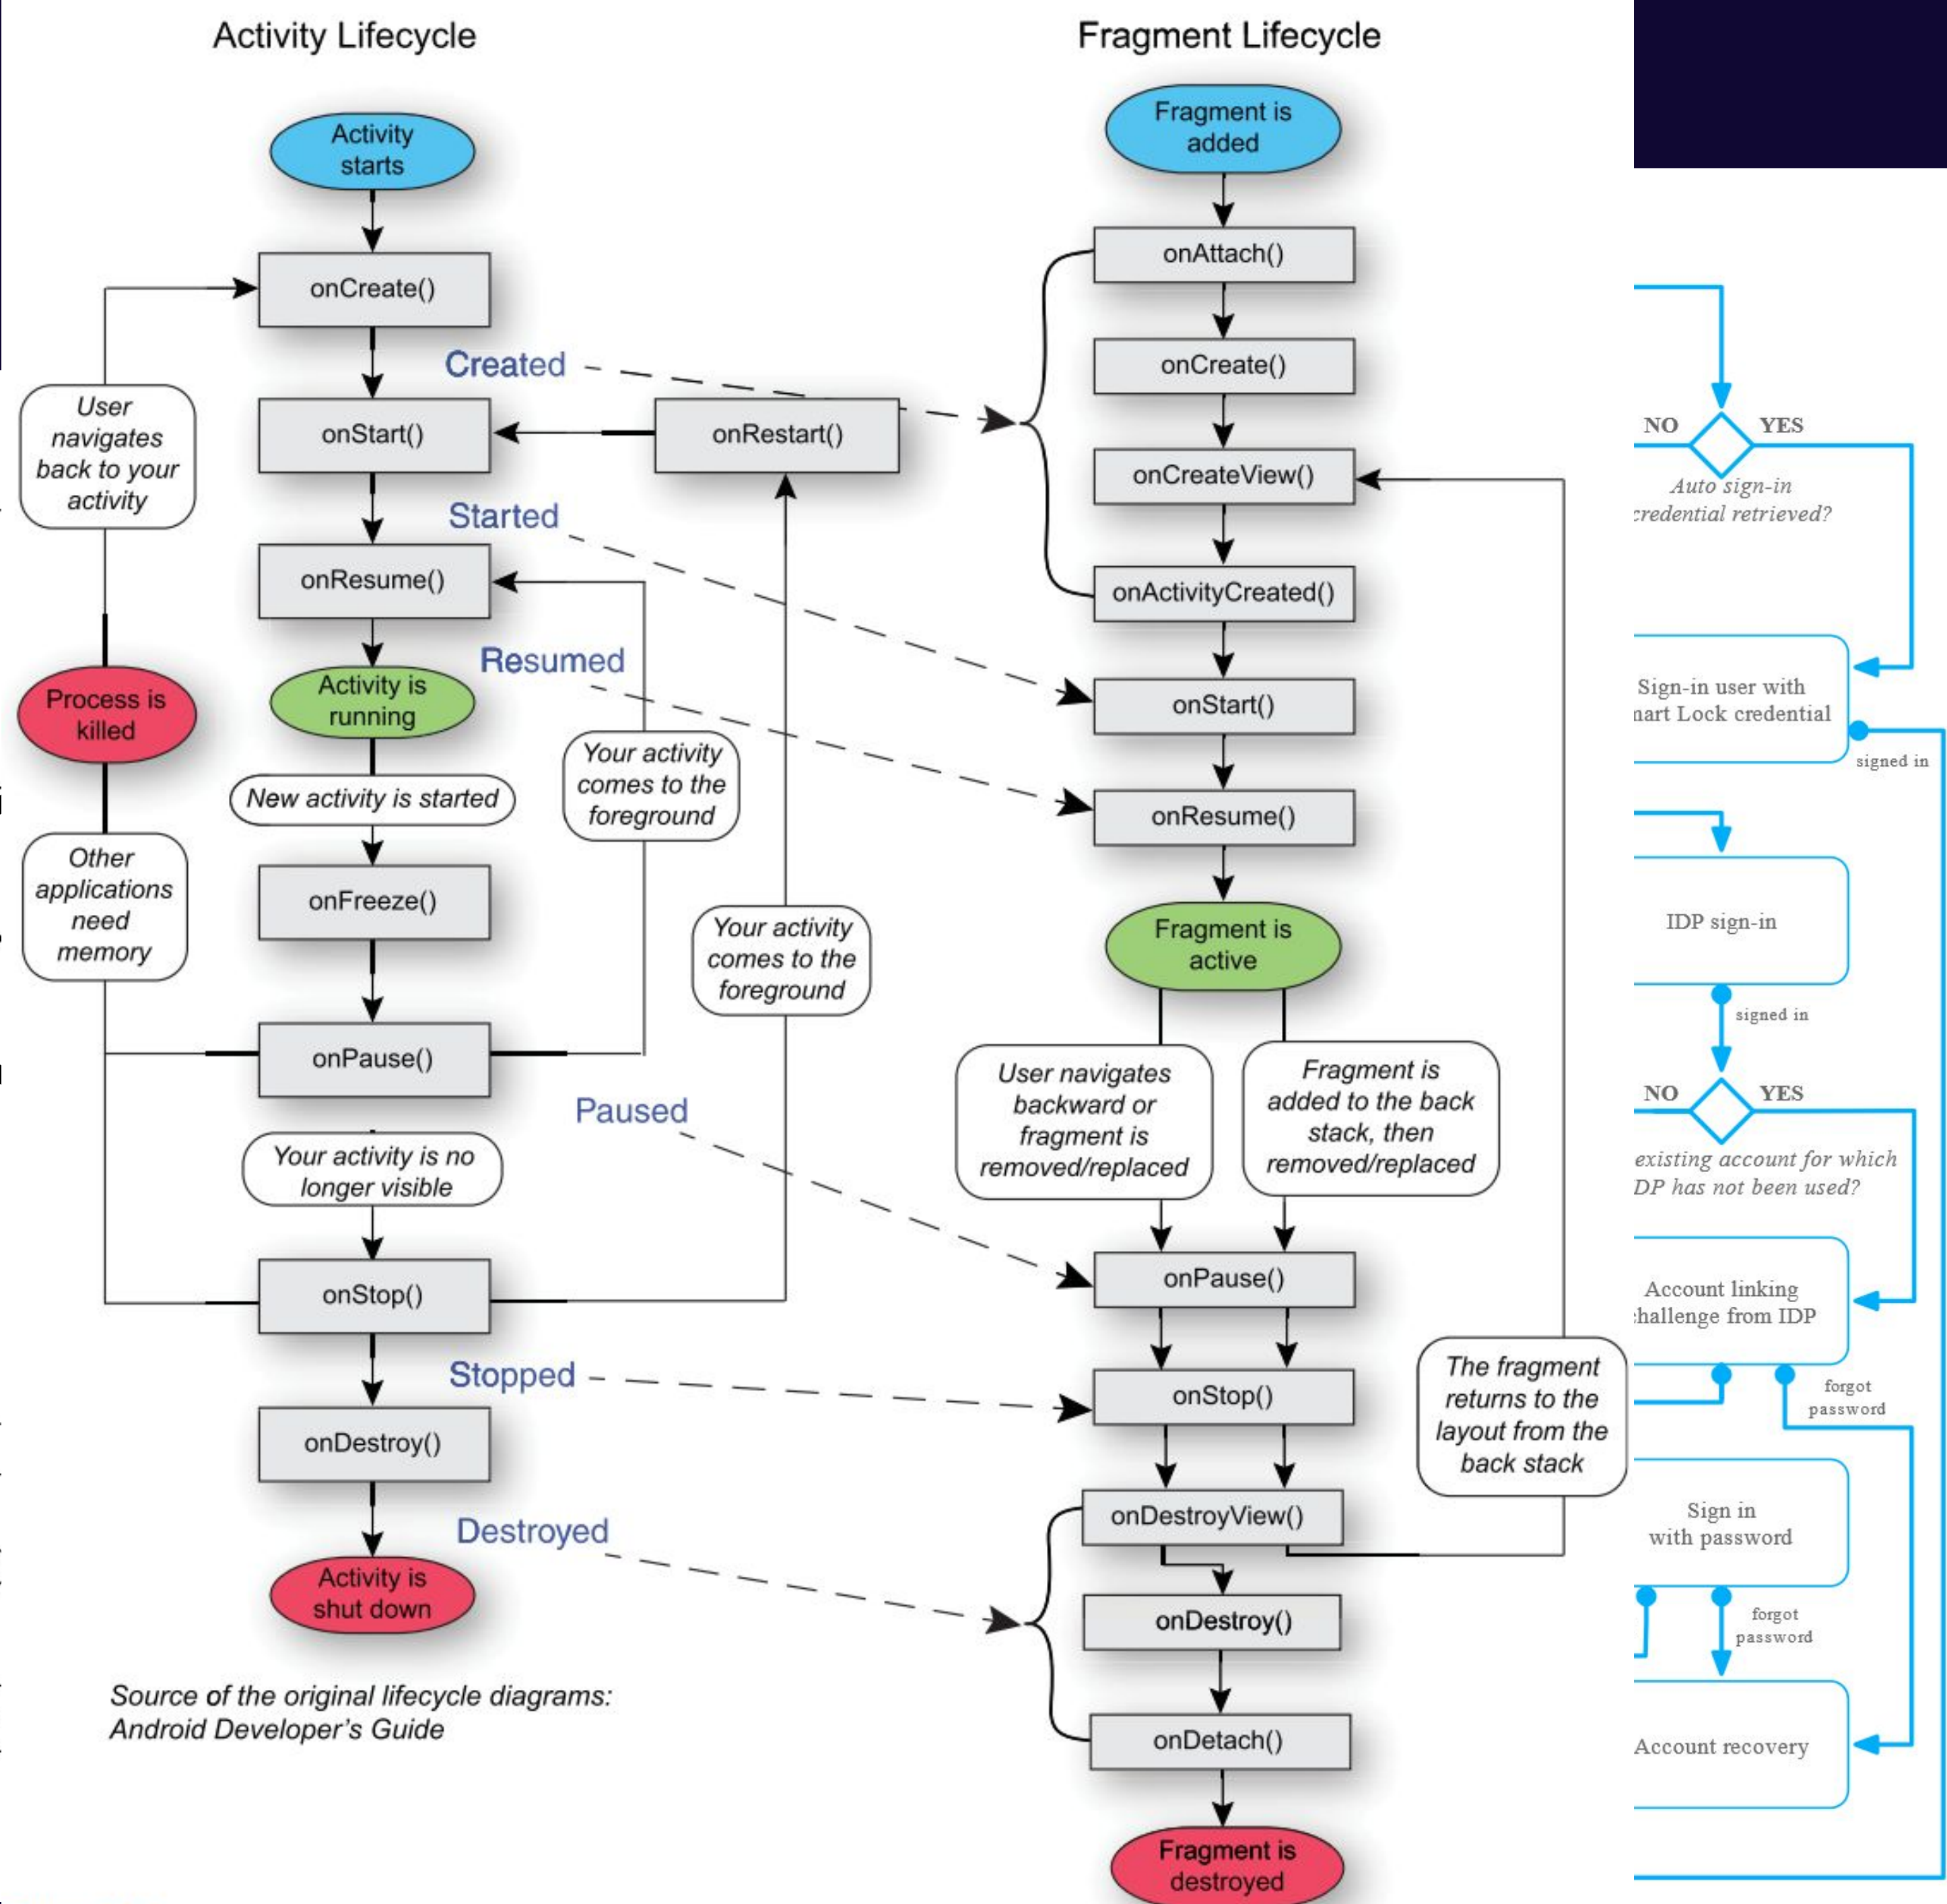 Activity Lifecycle
Activity
starts
onCreate()
Created
User
navigates
back to your
activity
onStart()
onRestart()
Started
onResume()
Resumed
Process is
killed
Activity is
running
New activity is started
Your activity
comes to the
foreground
Other
applications
need
memory
onFreeze()
Your activity
comes to the
foreground
onPause()
Paused
Your activity is no
longer visible
onStop()
Stopped
onDestroy()
Destroyed
Activity is
shut down
Source of the original lifecycle diagrams:
Android Developer's Guide
Fragment Lifecycle
Fragment is
added
onAttach()
onCreate()
onCreateView()
onActivityCreated()
onStart()
onResume()
Fragment is
active
User navigates
backward or
fragment is
removed/replaced
Fragment is
added to the back
stack, then
removed/replaced
onPause()
onStop()
The fragment
returns to the
layout from the
back stack
onDestroyView()
onDestroy()
onDetach()
Fragment is
destroyed
NO
YES
Auto sign-in
credential retrieved?
Sign-in user with
Lock credential
signed in
IDP sign-in
signed in
NO
YES
existing account for which
has not been used?
Account linking
from IDP
forgot
password
Sign in
with password
forgot
password
Account recovery